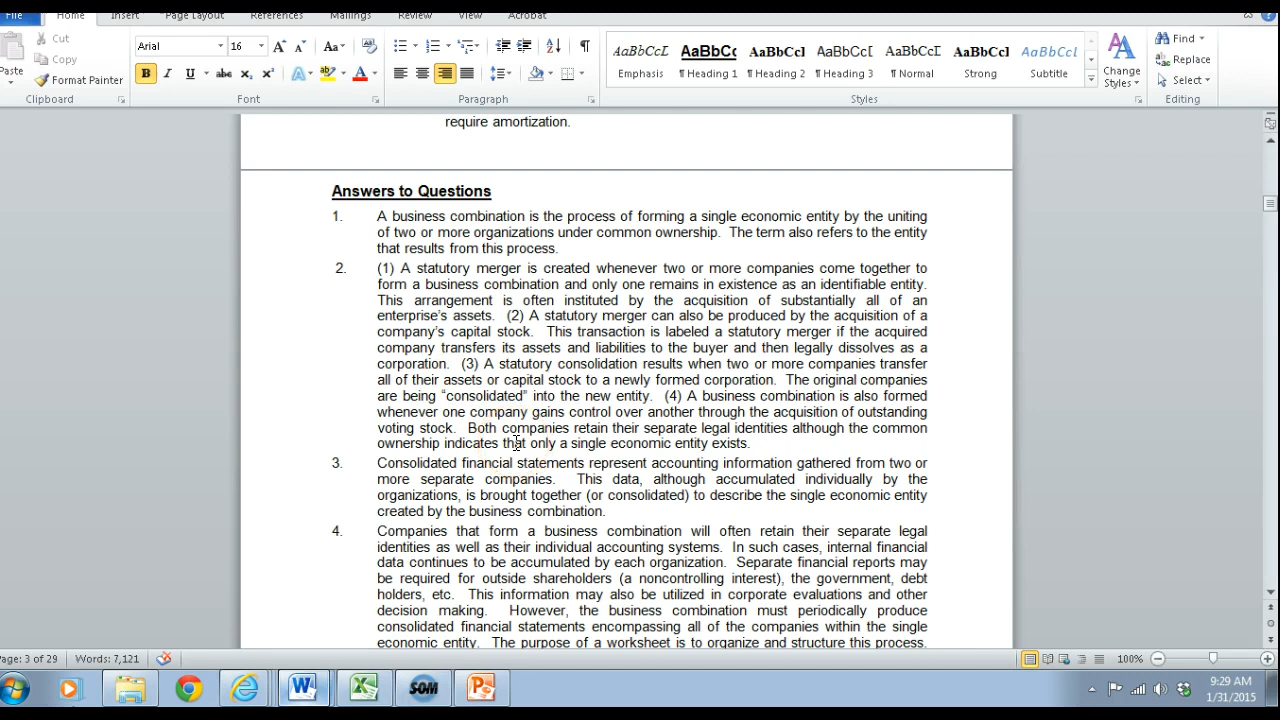 File Home Insert Page Layout References Mailings Review View Acrobat
Cut
Copy
Paste
Format Painter
Clipboard
Arial 16
Font
Paragraph
AaBbCcL AaBbCc AaBbCcI AaBbCcD AaBbCcD AaBbCcl AaBbCcl
Emphasis ¶ Heading 1 ¶ Heading 2 ¶ Heading 3 ¶ Normal Strong Subtitle
Change
Styles
Styles
Find
Replace
Select
Editing
require amortization.
Answers to Questions
1. A business combination is the process of forming a single economic entity by the uniting
of two or more organizations under common ownership. The term also refers to the entity
that results from this process.
2. (1) A statutory merger is created whenever two or more companies come together to
form a business combination and only one remains in existence as an identifiable entity.
This arrangement is often instituted by the acquisition of substantially all of an
enterprise's assets. (2) A statutory merger can also be produced by the acquisition of a
company's capital stock. This transaction is labeled a statutory merger if the acquired
company transfers its assets and liabilities to the buyer and then legally dissolves as a
corporation. (3) A statutory consolidation results when two or more companies transfer
all of their assets or capital stock to a newly formed corporation. The original companies
are being “consolidated” into the new entity. (4) A business combination is also formed
whenever one company gains control over another through the acquisition of outstanding
voting stock. Both companies retain their separate legal identities although the common
ownership indicates that only a single economic entity exists.
3. Consolidated financial statements represent accounting information gathered from two or
more separate companies. This data, although accumulated individually by the
organizations, is brought together (or consolidated) to describe the single economic entity
created by the business combination.
4. Companies that form a business combination will often retain their separate legal
identities as well as their individual accounting systems. In such cases, internal financial
data continues to be accumulated by each organization. Separate financial reports may
be required for outside shareholders (a noncontrolling interest), the government, debt
holders, etc. This information may also be utilized in corporate evaluations and other
decision making. However, the business combination must periodically produce
consolidated financial statements encompassing all of the companies within the single
economic entity. The purpose of a worksheet is to organize and structure this process.
Page: 3 of 29 Words: 7,121 100%
SOM
9:29 AM
1/31/2015